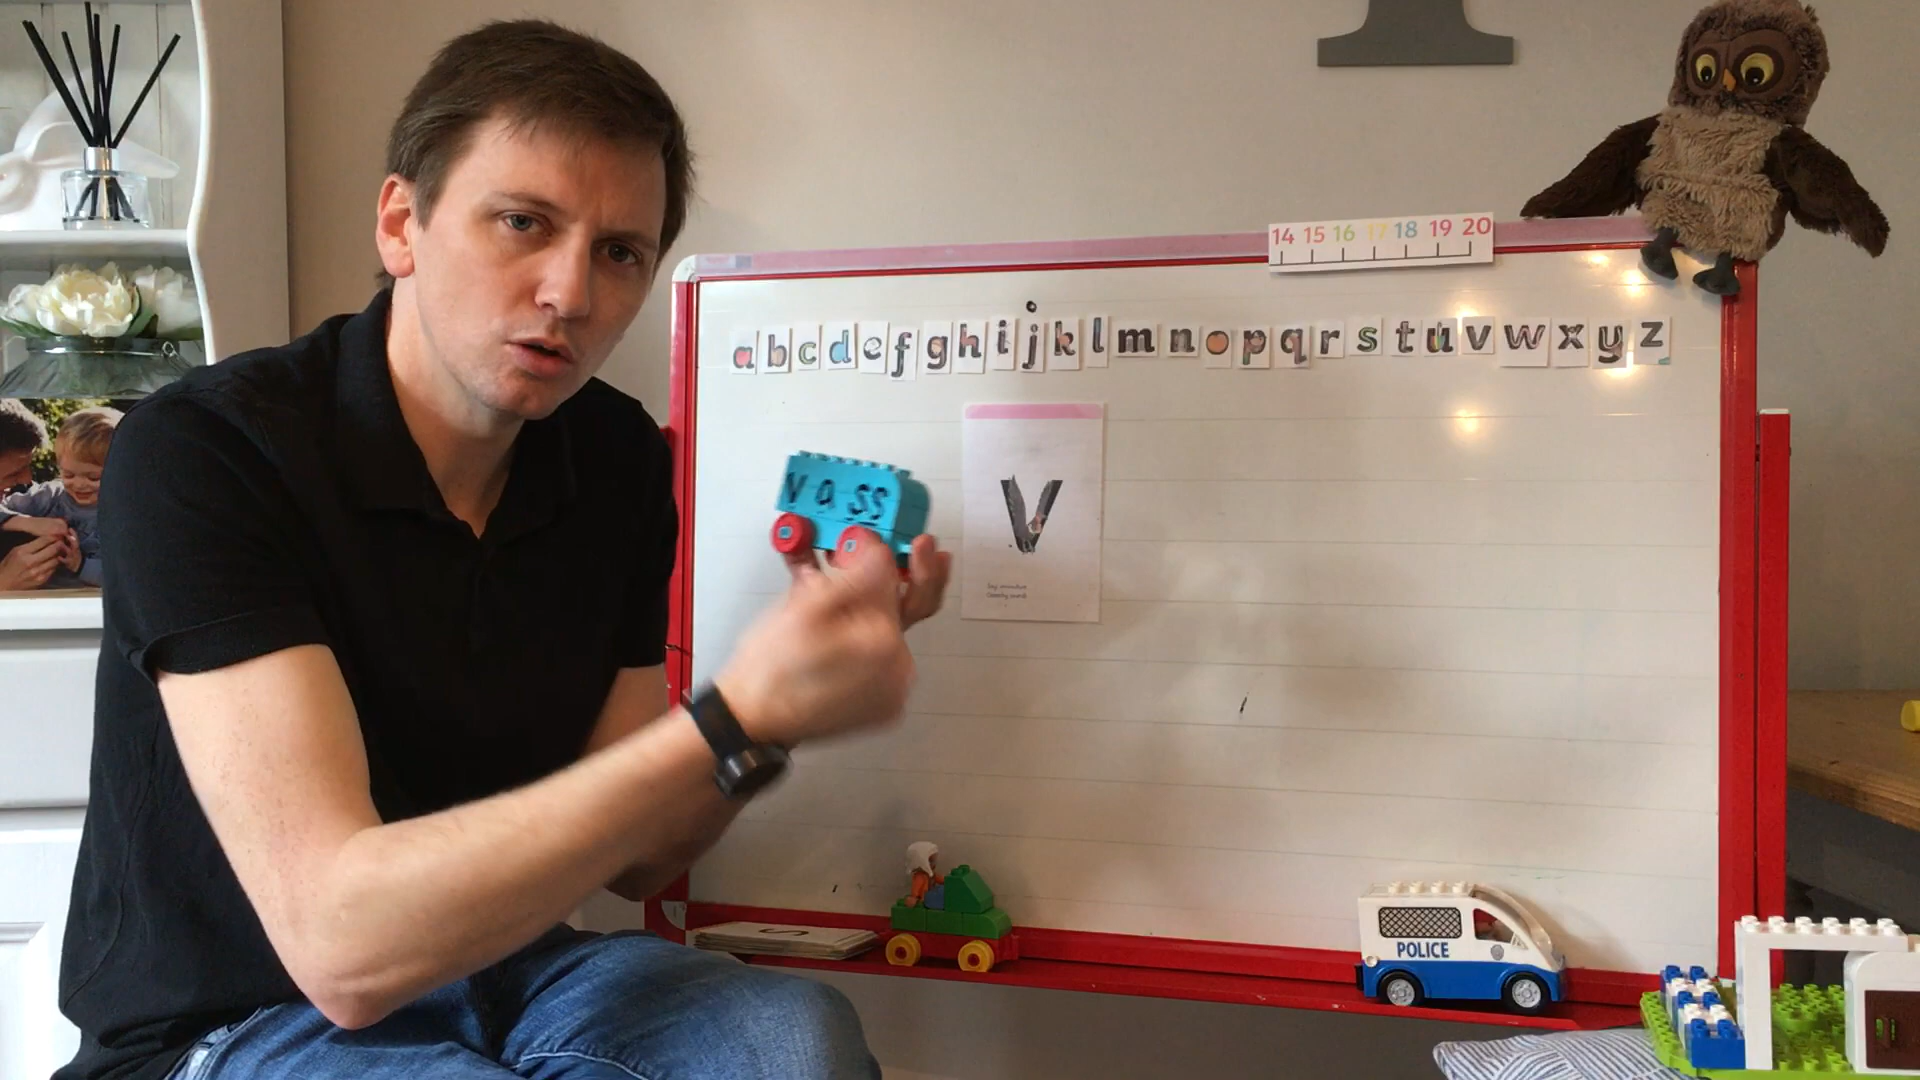 14 15 16 17 18 19 20
a b c d e f g h i j k l m n o p q r s t u v w x y z
v a ss
v
s
POLICE